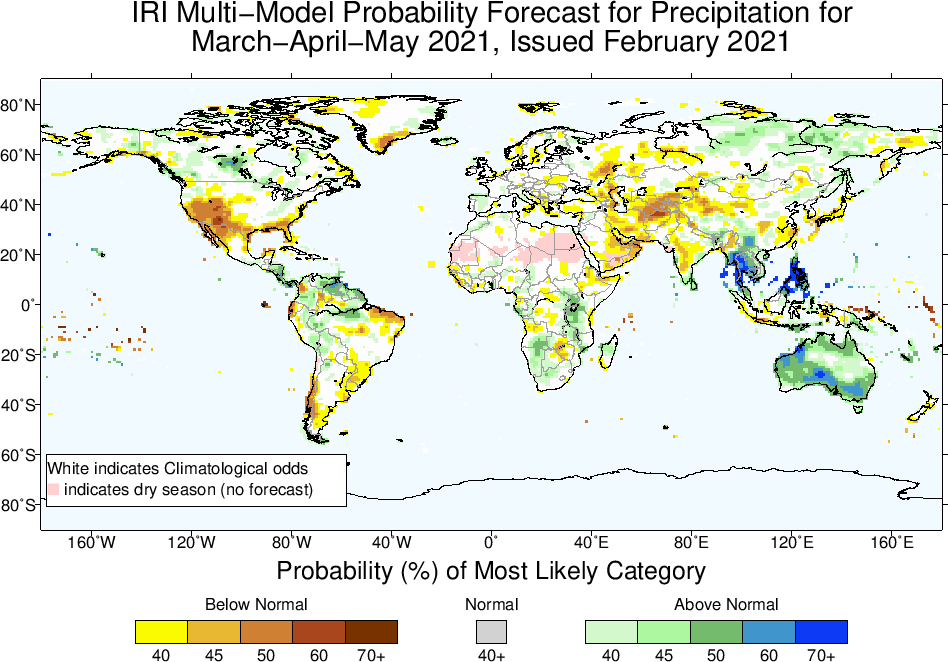 IRI Multi−Model Probability Forecast for Precipitation for
March−April−May 2021, Issued February 2021
80˚N
60˚N
40˚N
20˚N
0˚
20˚S
40˚S
60˚S
80˚S
White indicates Climatological odds
indicates dry season (no forecast)
160˚W 120˚W 80˚W 40˚W 0˚ 40˚E 80˚E 120˚E 160˚E
Probability (%) of Most Likely Category
Below Normal Normal Above Normal
40 45 50 60 70+ 40+ 40 45 50 60 70+